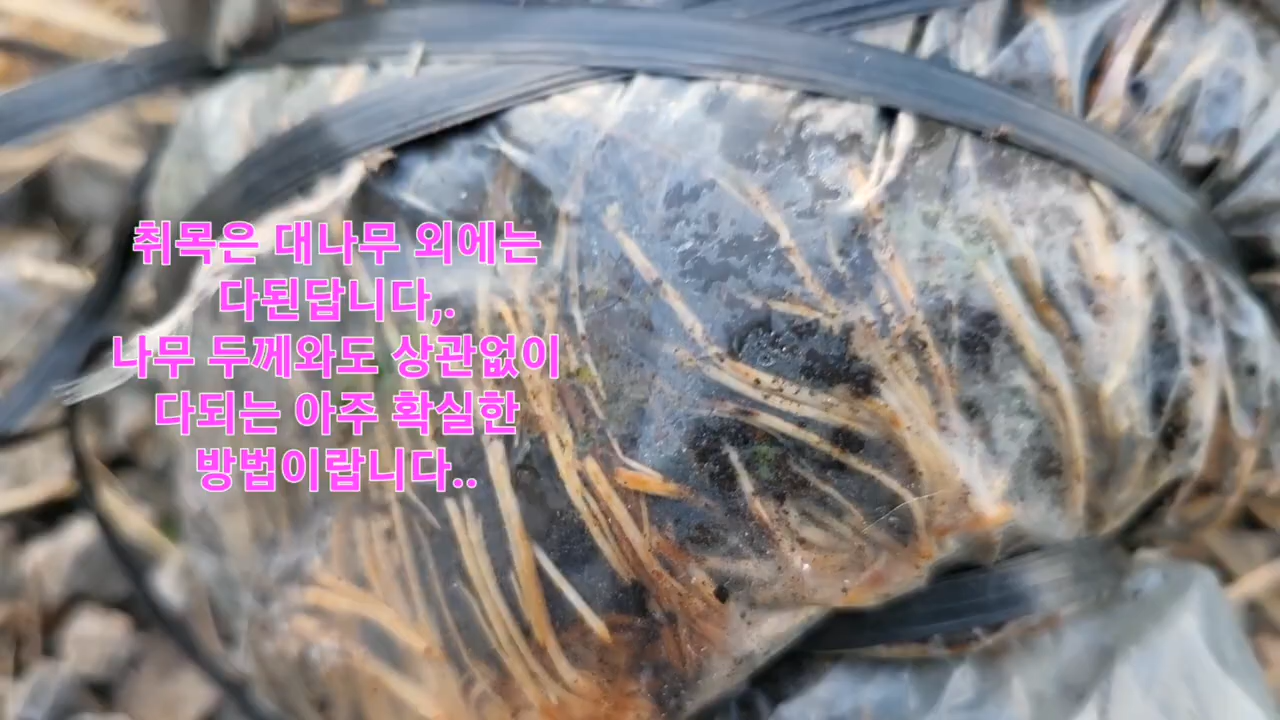 취목은 대나무 외에는
다된답니다,.
나무 두께와도 상관없이
다되는 아주 확실한
방법이랍니다..